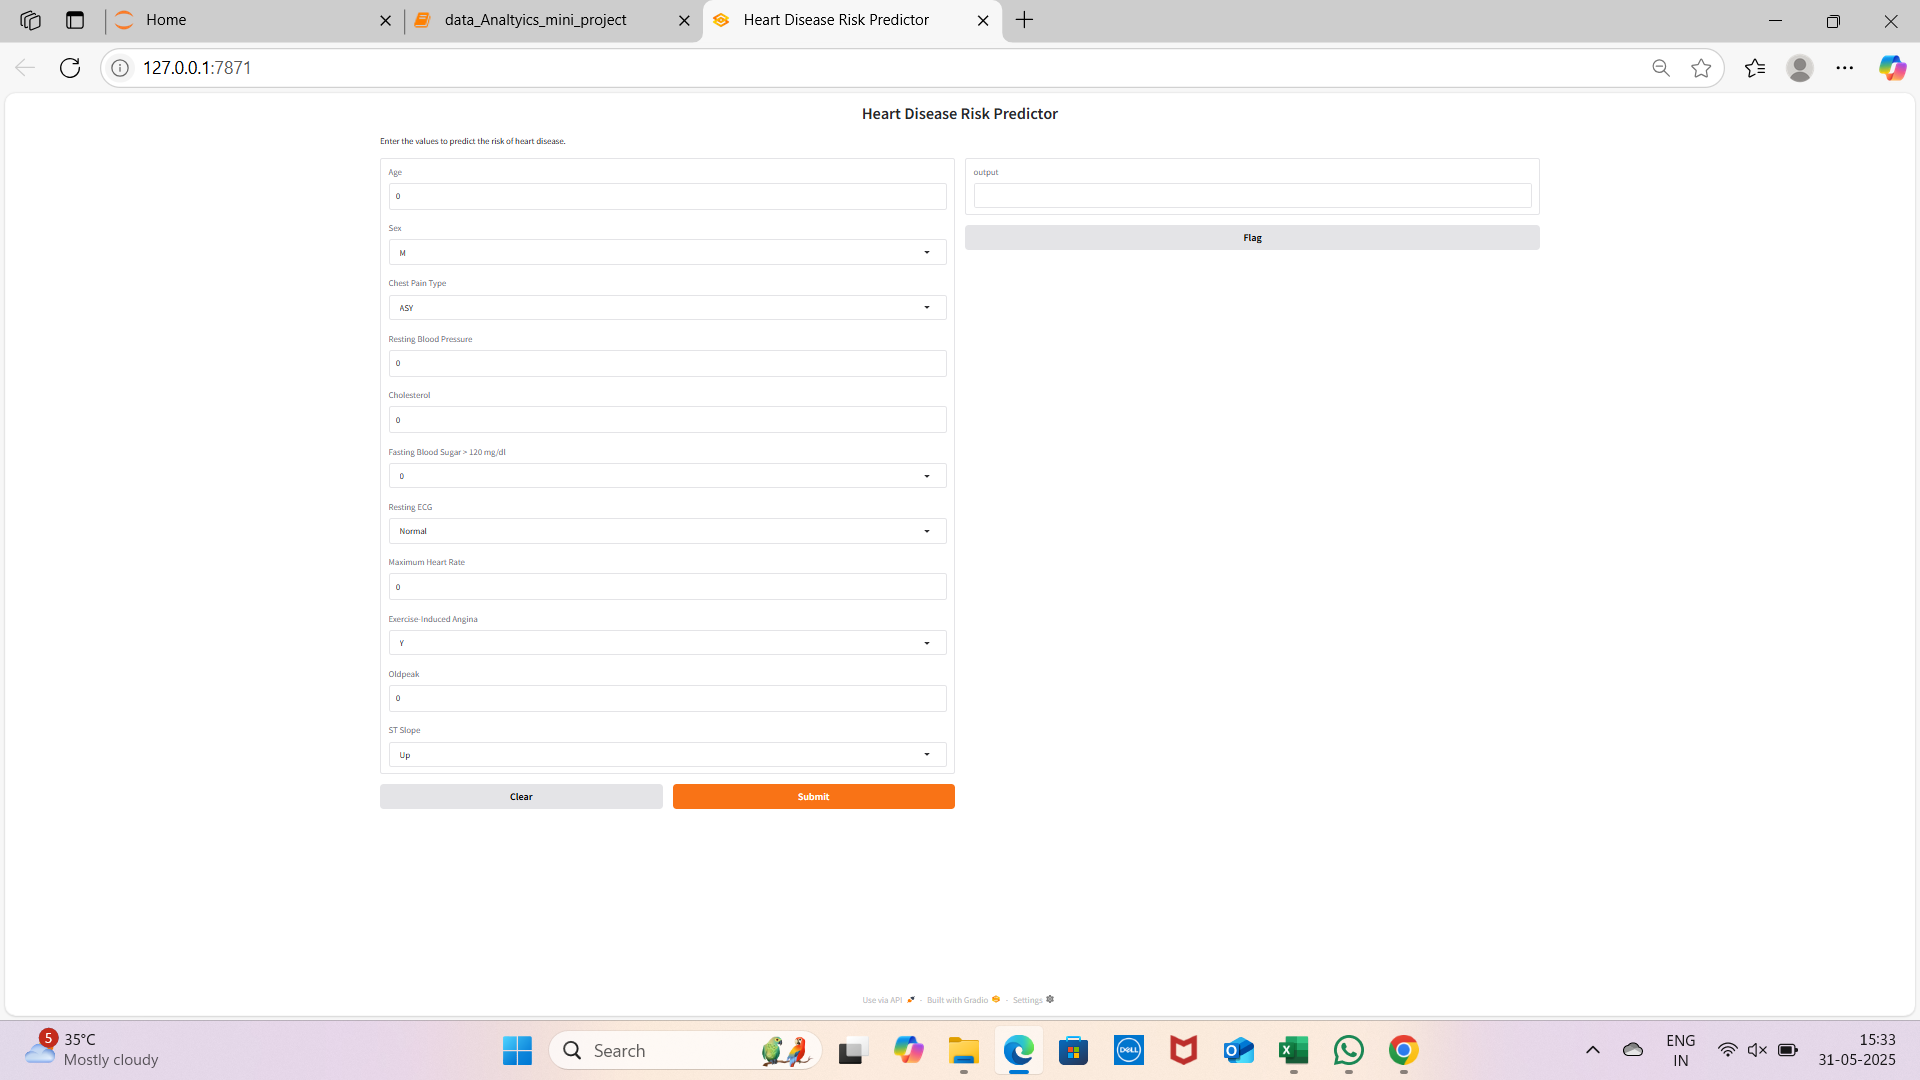 Home
data_Analtyics_mini_project
Heart Disease Risk Predictor
127.0.0.1:7871
Heart Disease Risk Predictor
Enter the values to predict the risk of heart disease.
Age
0
Sex
M
Chest Pain Type
ASY
Resting Blood Pressure
0
Cholesterol
0
Fasting Blood Sugar > 120 mg/dl
0
Resting ECG
Normal
Maximum Heart Rate
0
Exercise-Induced Angina
Y
Oldpeak
0
ST Slope
Up
Clear
Submit
output
Flag
Use via API · Built with Gradio · Settings
5
35°C
Mostly cloudy
Search
DELL
ENG
IN
15:33
31-05-2025